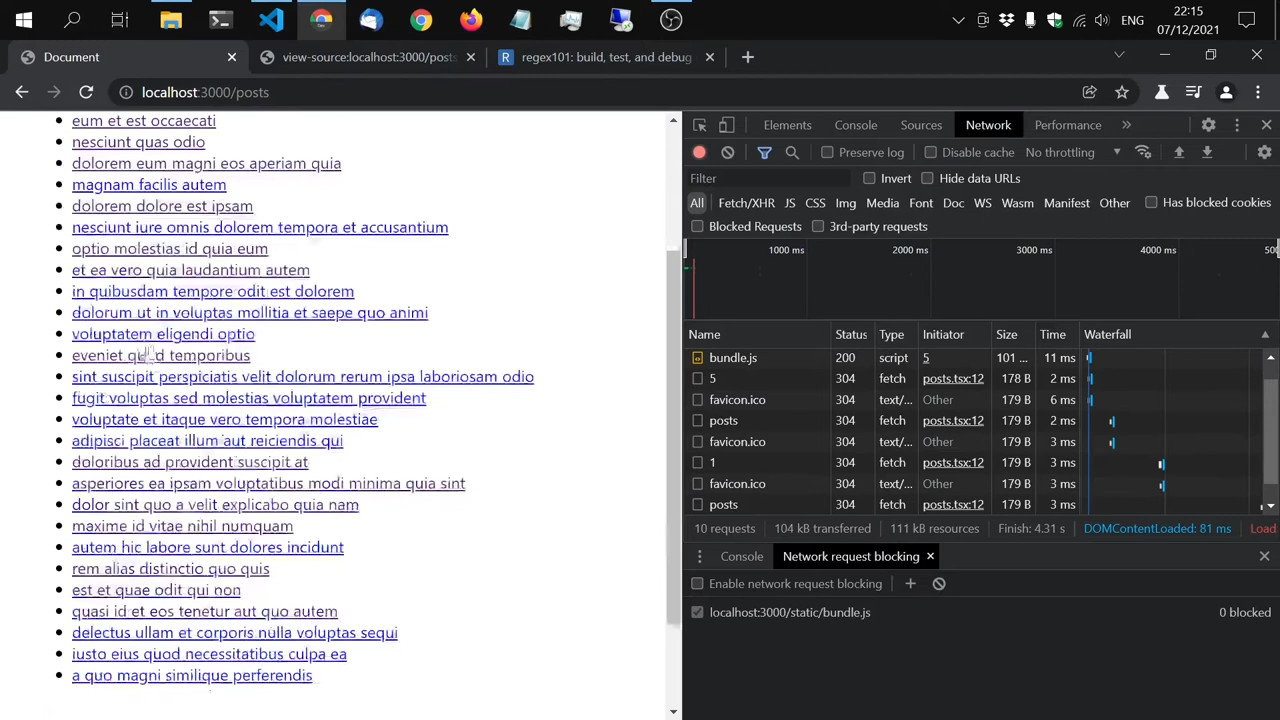 22:15
ENG
07/12/2021
Document
view-source:localhost:3000/posts
regex101: build, test, and debug
localhost:3000/posts
eum et est occaecati
nesciunt quas odio
dolorem eum magni eos aperiam quia
magnam facilis autem
dolorem dolore est ipsam
nesciunt iure omnis dolorem tempora et accusantium
optio molestias id quia eum
et ea vero quia laudantium autem
in quibusdam tempore odit est dolorem
dolorum ut in voluptas mollitia et saepe quo animi
voluptatem eligendi optio
eveniet quod temporibus
sint suscipit perspiciatis velit dolorum rerum ipsa laboriosam odio
fugit voluptas sed molestias voluptatem provident
voluptate et itaque vero tempora molestiae
adipisci placeat illum aut reiciendis qui
doloribus ad provident suscipit at
asperiores ea ipsam voluptatibus modi minima quia sint
dolor sint quo a velit explicabo quia nam
maxime id vitae nihil numquam
autem hic labore sunt dolores incidunt
rem alias distinctio quo quis
est et quae odit qui non
quasi id et eos tenetur aut quo autem
delectus ullam et corporis nulla voluptas sequi
iusto eius quod necessitatibus culpa ea
a quo magni similique perferendis
Elements Console Sources Network Performance »
Preserve log Disable cache No throttling
Filter Invert Hide data URLs
All Fetch/XHR JS CSS Img Media Font Doc WS Wasm Manifest Other Has blocked cookies
Blocked Requests 3rd-party requests
1000 ms 2000 ms 3000 ms 4000 ms 500
Name Status Type Initiator Size Time Waterfall
bundle.js 200 script 5 101 ... 11 ms
5 304 fetch posts.tsx:12 178 B 2 ms
favicon.ico 304 text/... Other 179 B 6 ms
posts 304 fetch posts.tsx:12 179 B 2 ms
favicon.ico 304 text/... Other 179 B 3 ms
1 304 fetch posts.tsx:12 179 B 3 ms
favicon.ico 304 text/... Other 179 B 3 ms
posts 304 fetch posts.tsx:12 179 B 3 ms
10 requests 104 kB transferred 111 kB resources Finish: 4.31 s DOMContentLoaded: 81 ms Load
Console Network request blocking
Enable network request blocking
localhost:3000/static/bundle.js 0 blocked